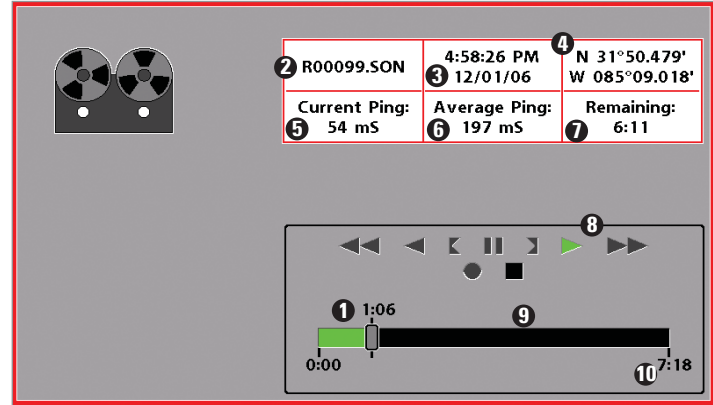 4
2 R00099.SON
4:58:26 PM
3 12/01/06
N 31°50.479'
W 085°09.018'
Current Ping:
5 54 mS
Average Ping:
6 197 mS
Remaining:
7 6:11
8
1 1:06
9
0:00
10 7:18